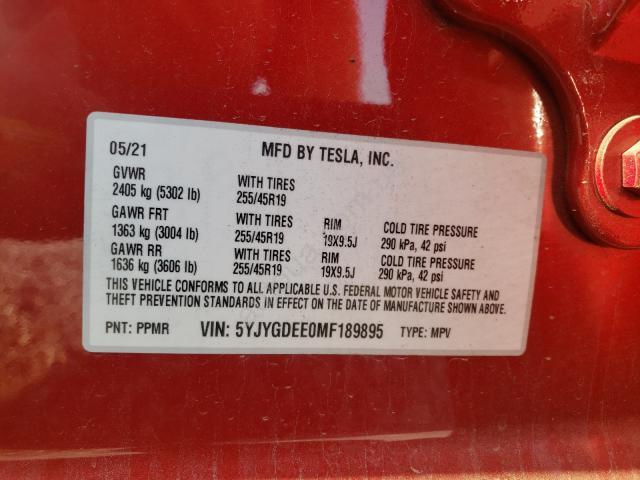 05/21 MFD BY TESLA, INC.
GVWR
2405 kg (5302 lb) WITH TIRES 255/45R19
GAWR FRT
1363 kg (3004 lb) WITH TIRES 255/45R19 RIM 19X9.5J COLD TIRE PRESSURE 290 kPa, 42 psi
GAWR RR
1636 kg (3606 lb) WITH TIRES 255/45R19 RIM 19X9.5J COLD TIRE PRESSURE 290 kPa, 42 psi
THIS VEHICLE CONFORMS TO ALL APPLICABLE U.S. FEDERAL MOTOR VEHICLE SAFETY AND
THEFT PREVENTION STANDARDS IN EFFECT ON THE DATE OF MANUFACTURE SHOWN ABOVE.
PNT: PPMR VIN: 5YJYGDEE0MF189895 TYPE: MPV